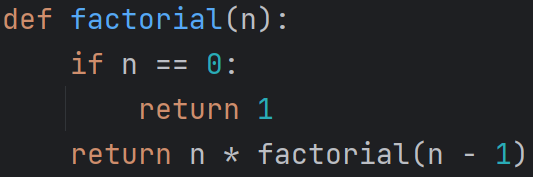 def factorial(n):
    if n == 0:
        return 1
    return n * factorial(n - 1)